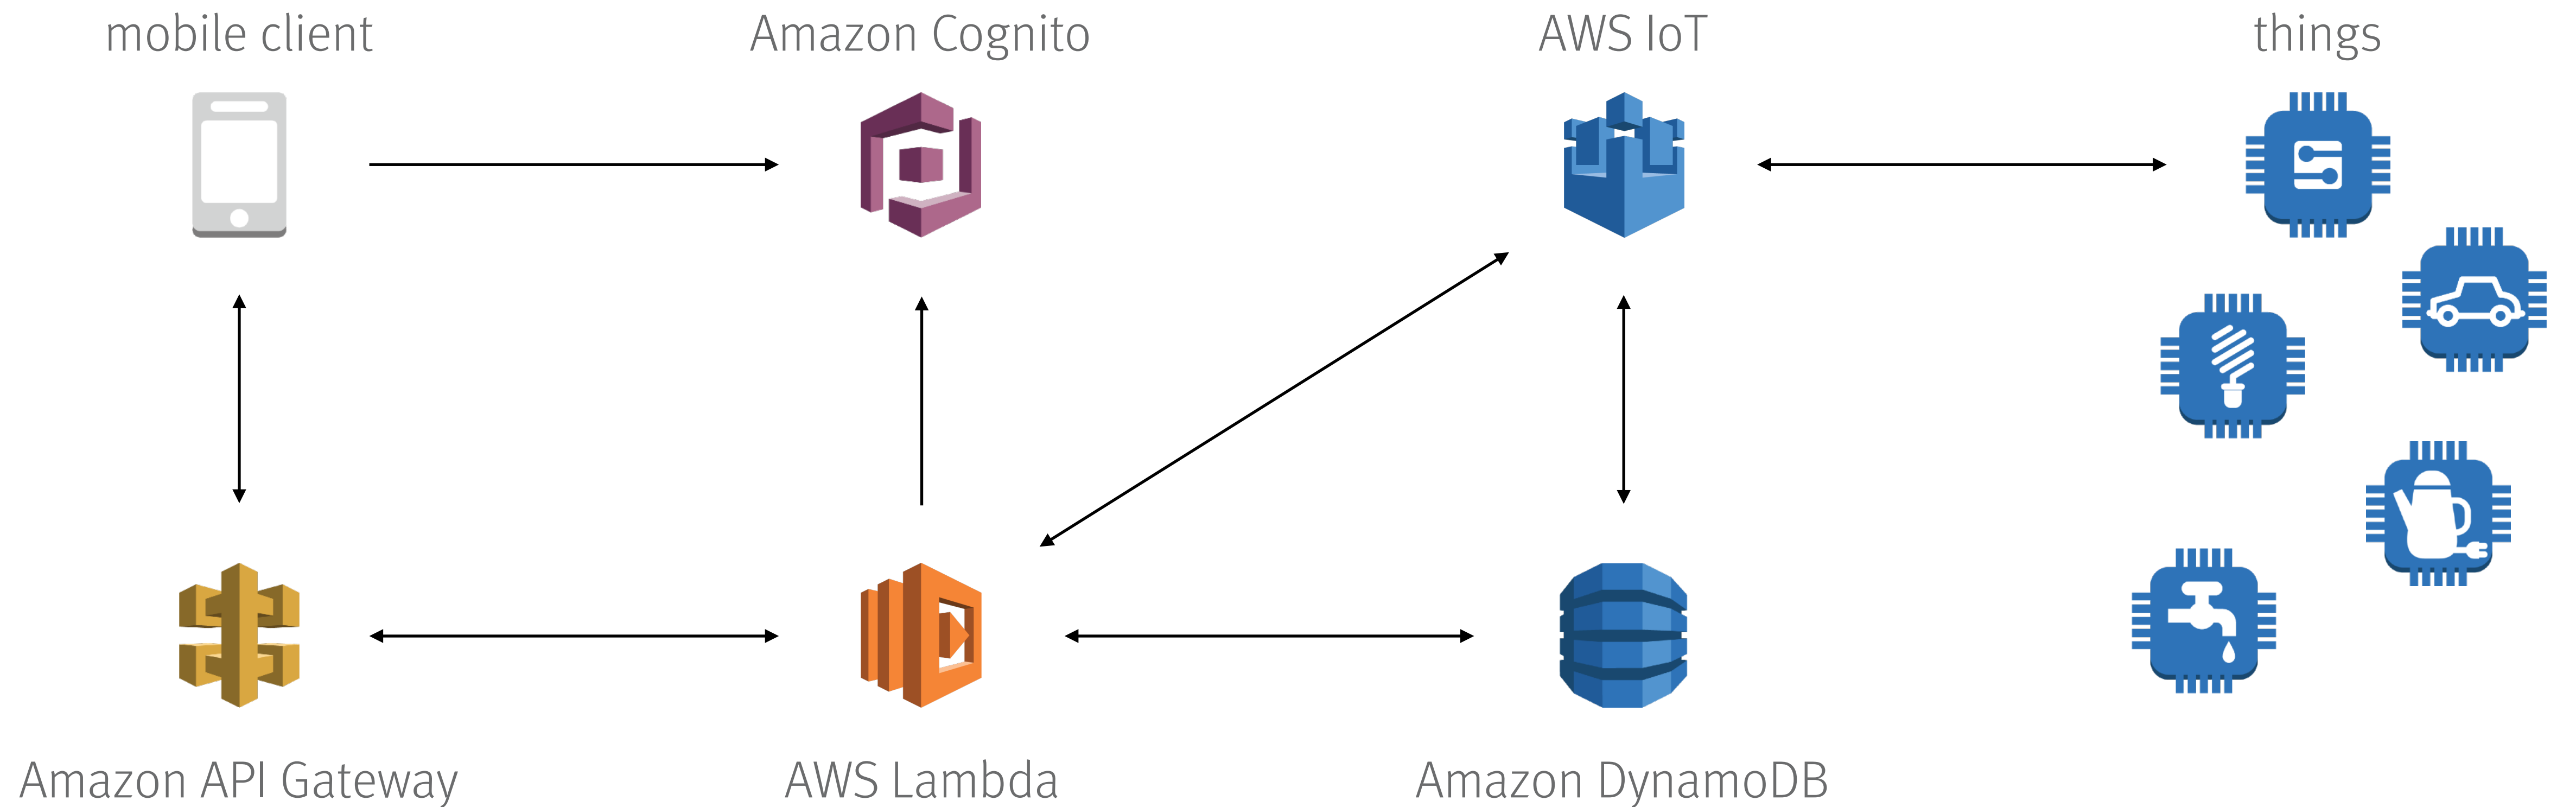 mobile client
Amazon Cognito
AWS IoT
things
Amazon API Gateway
AWS Lambda
Amazon DynamoDB